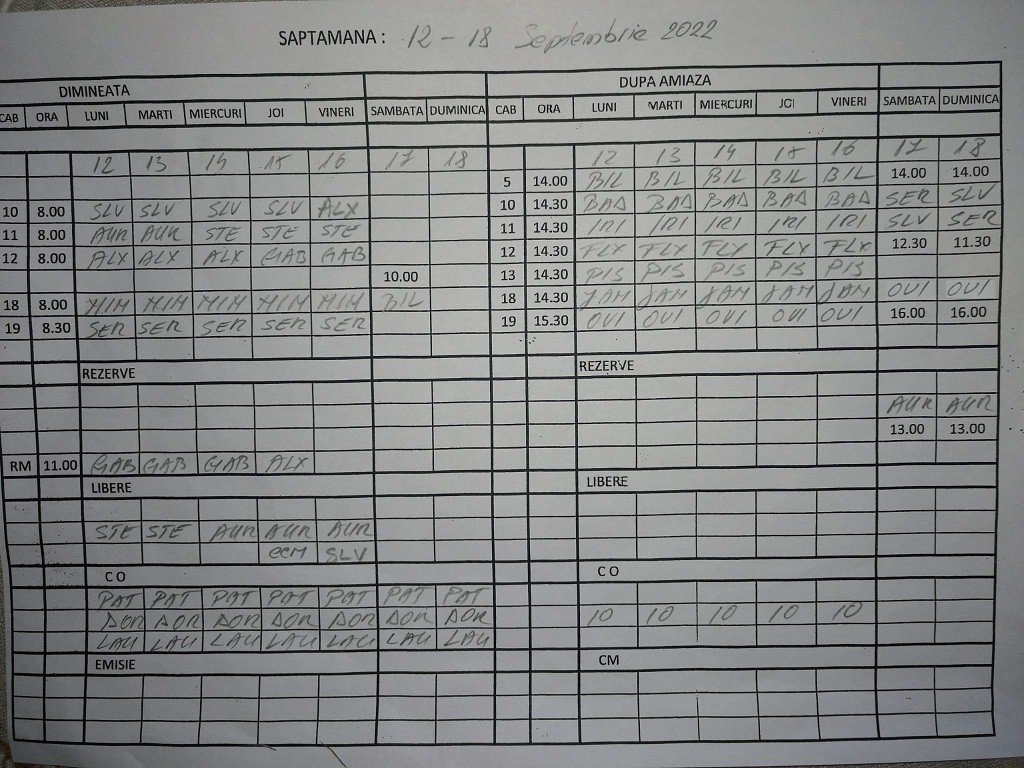 SAPTAMANA : 12 - 18 Septembrie 2022
DIMINEATA DUPA AMIAZA
CAB ORA LUNI MARTI MIERCURI JOI VINERI SAMBATA DUMINICA CAB ORA LUNI MARTI MIERCURI JOI VINERI SAMBATA DUMINICA
12 13 14 15 16 17 18 12 13 14 15 16 17 18
5 14.00 BIL BIL BIL BIL BIL 14.00 14.00
10 8.00 SLV SLV SLV SLV ALX 10 14.30 BAD BAD BAD BAD BAD SER SLV
11 8.00 AUR AUR STE STE STE 11 14.30 IRI IRI IRI IRI IRI SLV SER
12 8.00 ALX ALX ALX GAB GAB 12 14.30 FLX FLX FLX FLX FLX 12.30 11.30
10.00 13 14.30 PIS PIS PIS PIS PIS
18 8.00 MIM MIM MIM MIM MIM BIL 18 14.30 JAM JAM JAM JAM JAM OVI OVI
19 8.30 SER SER SER SER SER 19 15.30 OVI OVI OVI OVI OVI 16.00 16.00
REZERVE REZERVE
AUR AUR
13.00 13.00
RM 11.00 GAB GAB GAB ALX
LIBERE LIBERE
STE STE AUR AUR AUR
SLV
C O C O
PAT PAT PAT PAT PAT PAT PAT
DOR DOR DOR DOR DOR DOR DOR 10 10 10 10 10
LAU LAU LAU LAU LAU LAU LAU
EMISIE CM